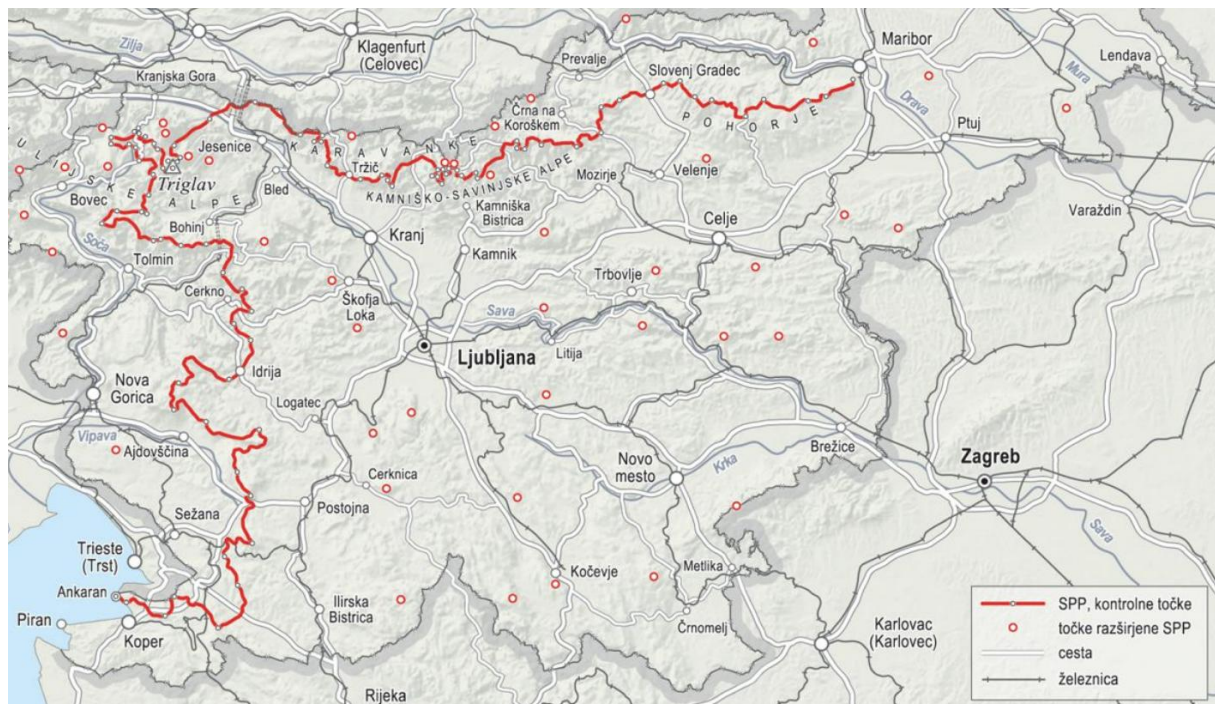 Zilja
Klagenfurt
(Celovec)
Maribor
Lendava
Kranjska Gora
Prevalje
Slovenj Gradec
Mura
Črna na
Koroškem
POHORJE
Drava
Ptuj
Jesenice
KARAVANKE
Tržič
KAMNIŠKO-SAVINJSKE ALPE
Velenje
JULIJSKE ALPE
Triglav
Bled
Mozirje
Bovec
Bohinj
Kamniška
Bistrica
Celje
Varaždin
Soča
Kranj
Kamnik
Tolmin
Trbovlje
Cerkno
Škofja
Loka
Sava
Ljubljana
Litija
Idrija
Nova
Gorica
Logatec
Vipava
Ajdovščina
Brežice
Krka
Zagreb
Cerknica
Novo
mesto
Postojna
Sežana
Sava
Trieste
(Trst)
Kočevje
Metlika
Ankaran
Ilirska
Bistrica
Piran
Koper
Črnomelj
Karlovac
(Karlovec)
Rijeka
SPP, kontrolne točke
točke razširjene SPP
cesta
železnica